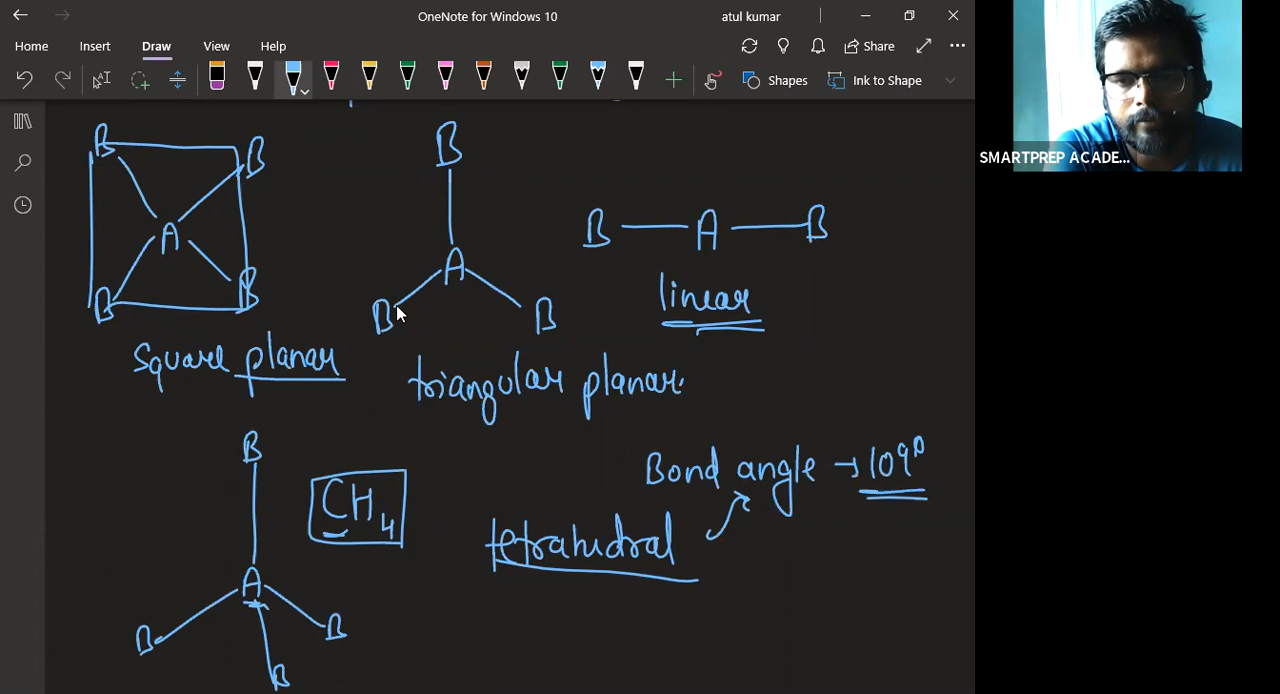 OneNote for Windows 10
atul kumar
Home Insert Draw View Help
Share
Shapes
Ink to Shape
SMARTPREP ACADE...
B B
A
B B
square planar
B
A
B B
triangular planar
B A B
linear
B
A
B B
B
CH4
Bond angle → 109°
tetrahidral